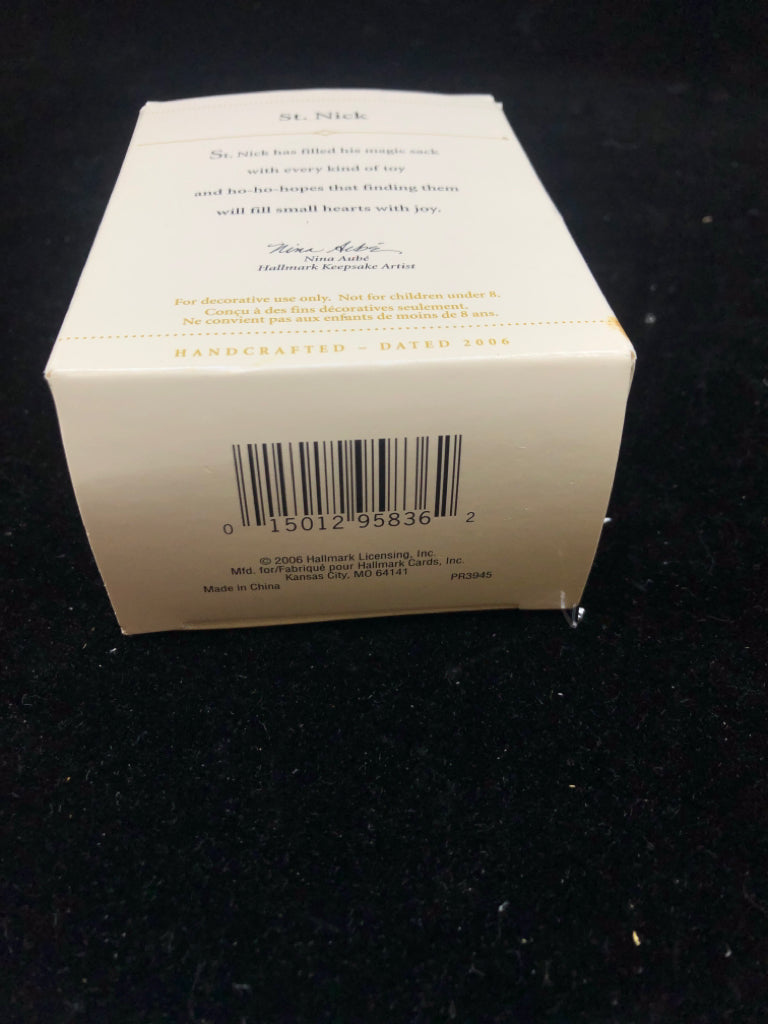 St. Nick
St. Nick has filled his magic sack
with every kind of toy
and ho-ho-hopes that finding them
will fill small hearts with joy.
Nina Aubé
Nina Aubé
Hallmark Keepsake Artist
For decorative use only. Not for children under 8.
Conçu à des fins décoratives seulement.
Ne convient pas aux enfants de moins de 8 ans.
HANDCRAFTED – DATED 2006
0 15012 95836 2
© 2006 Hallmark Licensing, Inc.
Mfd. for/Fabriqué pour Hallmark Cards, Inc.
Kansas City, MO 64141
Made in China PR3945